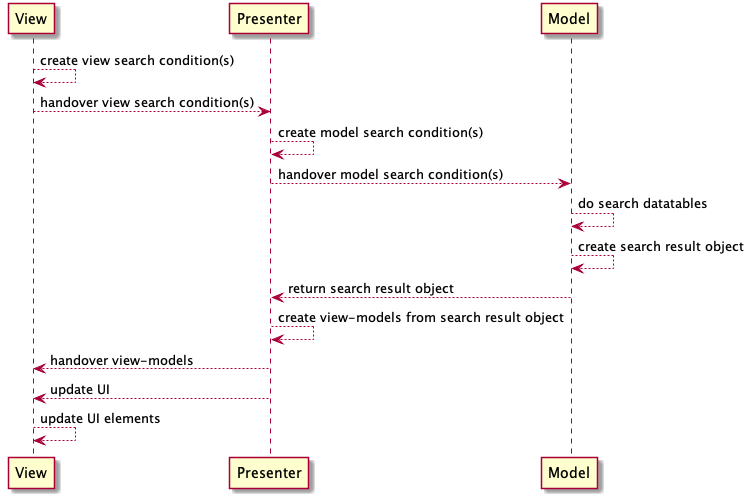 View Presenter Model
create view search condition(s)
handover view search condition(s)
create model search condition(s)
handover model search condition(s)
do search datatables
create search result object
return search result object
create view-models from search result object
handover view-models
update UI
update UI elements
View Presenter Model